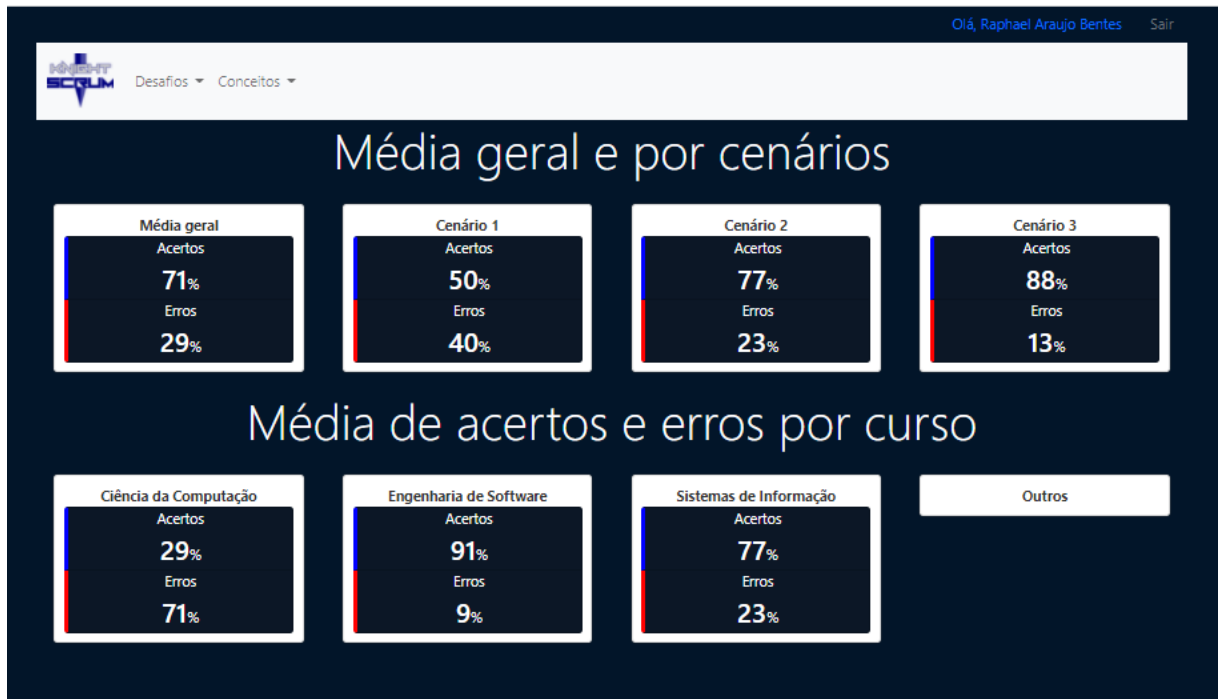 Olá, Raphael Araujo Bentes Sair
KNIGHT
SCRUM
Desafios Conceitos
Média geral e por cenários
Média geral
Acertos
71%
Erros
29%
Cenário 1
Acertos
50%
Erros
40%
Cenário 2
Acertos
77%
Erros
23%
Cenário 3
Acertos
88%
Erros
13%
Média de acertos e erros por curso
Ciência da Computação
Acertos
29%
Erros
71%
Engenharia de Software
Acertos
91%
Erros
9%
Sistemas de Informação
Acertos
77%
Erros
23%
Outros